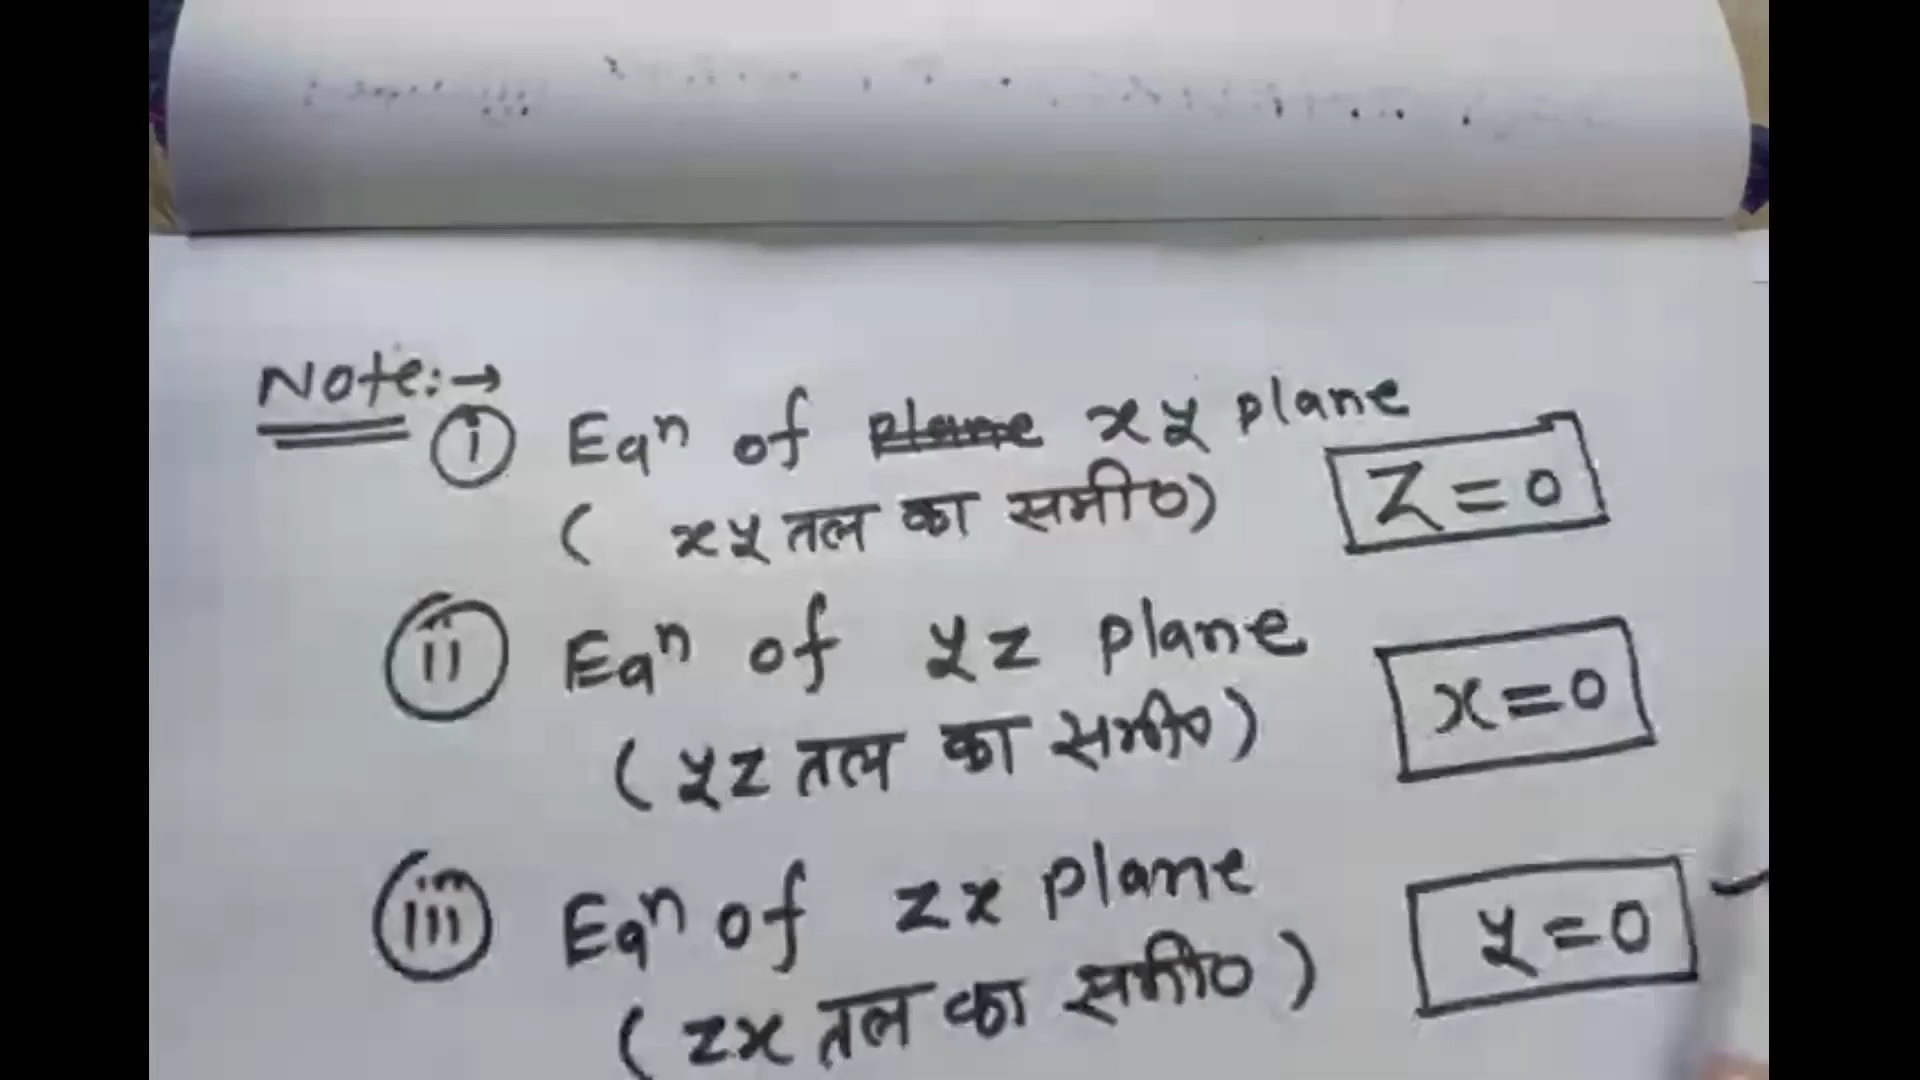 Note:→
(i) Eqn of plane xy plane
(xy तल का समी०) Z=0
(ii) Eqn of yz plane
(yz तल का समी०) x=0
(iii) Eqn of zx plane
(zx तल का समी०) y=0